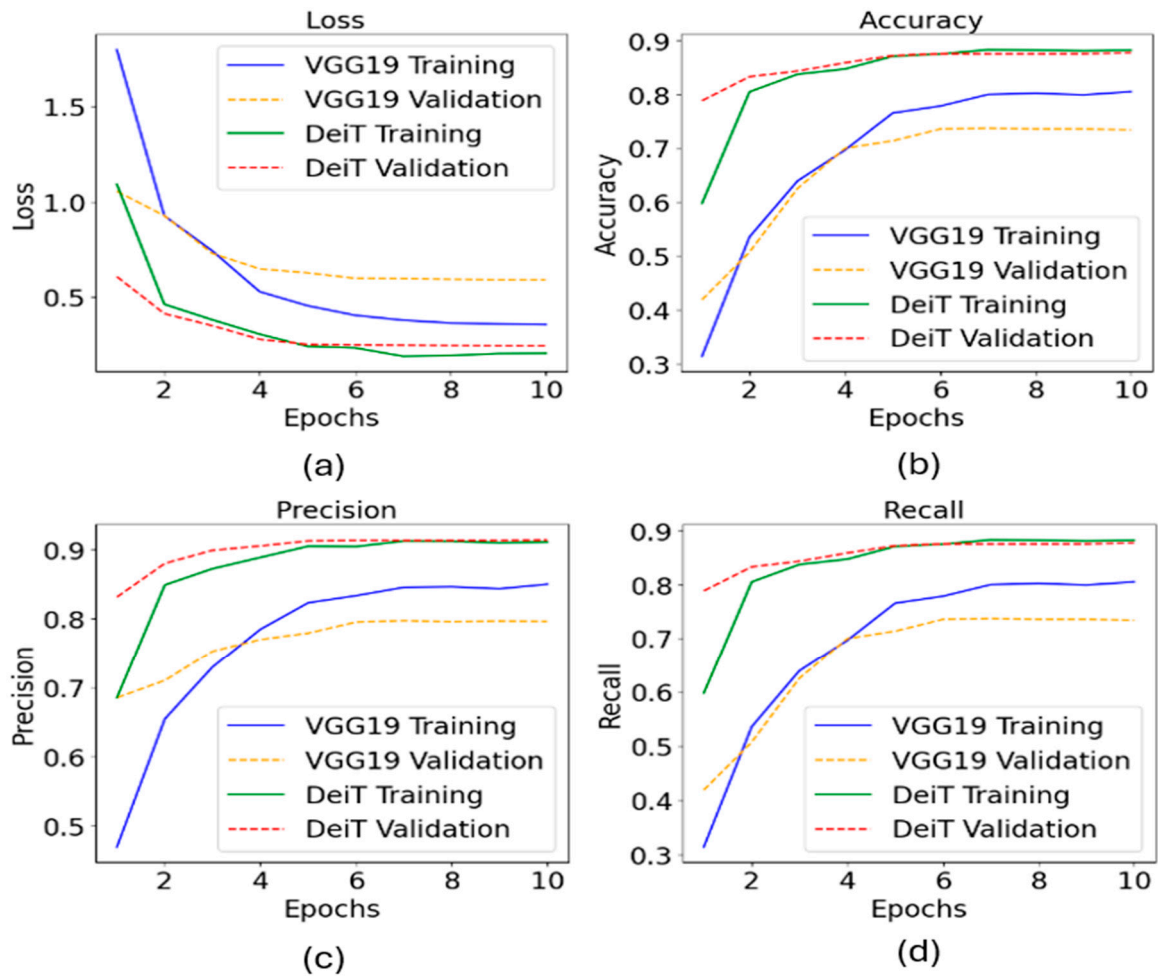 Loss
VGG19 Training
VGG19 Validation
DeiT Training
DeiT Validation
1.5
1.0
0.5
Loss
2 4 6 8 10
Epochs
(a)
Accuracy
0.9
0.8
0.7
0.6
0.5
0.4
0.3
Accuracy
VGG19 Training
VGG19 Validation
DeiT Training
DeiT Validation
2 4 6 8 10
Epochs
(b)
Precision
0.9
0.8
0.7
0.6
0.5
Precision
VGG19 Training
VGG19 Validation
DeiT Training
DeiT Validation
2 4 6 8 10
Epochs
(c)
Recall
0.9
0.8
0.7
0.6
0.5
0.4
0.3
Recall
VGG19 Training
VGG19 Validation
DeiT Training
DeiT Validation
2 4 6 8 10
Epochs
(d)